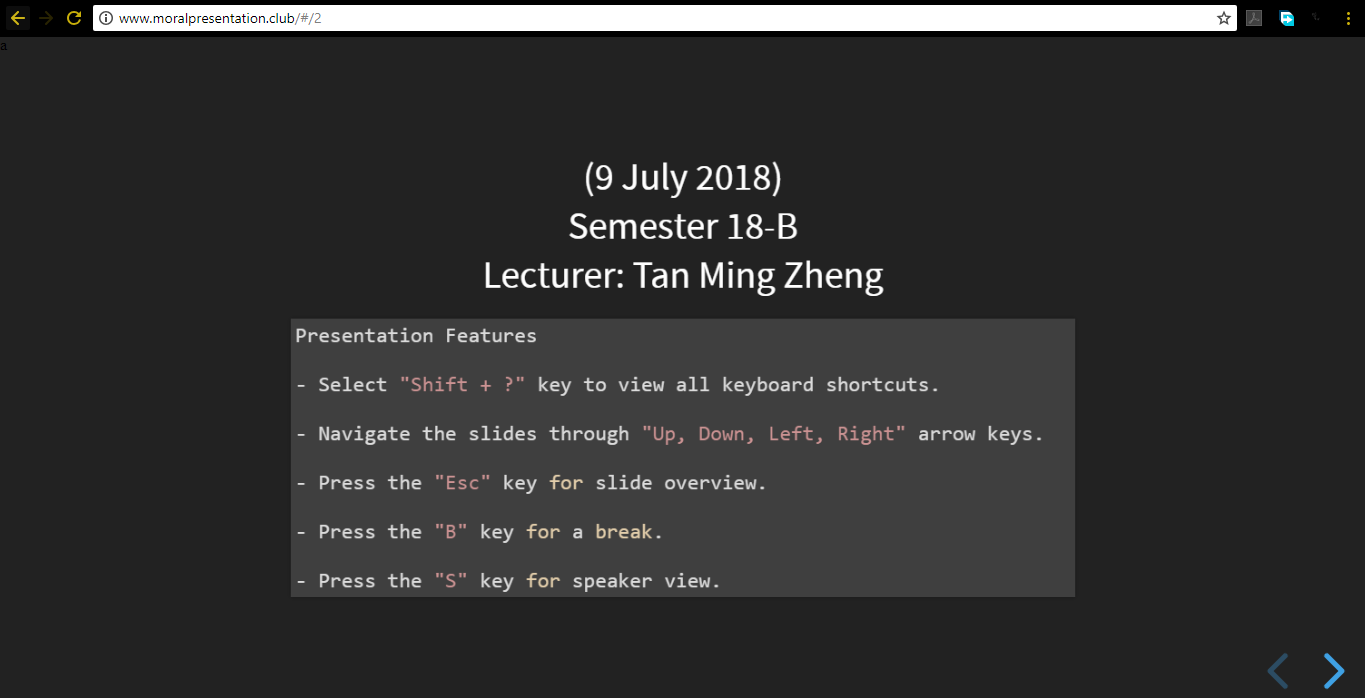 www.moralpresentation.club/#/2
a
(9 July 2018)
Semester 18-B
Lecturer: Tan Ming Zheng
Presentation Features
- Select "Shift + ?" key to view all keyboard shortcuts.
- Navigate the slides through "Up, Down, Left, Right" arrow keys.
- Press the "Esc" key for slide overview.
- Press the "B" key for a break.
- Press the "S" key for speaker view.